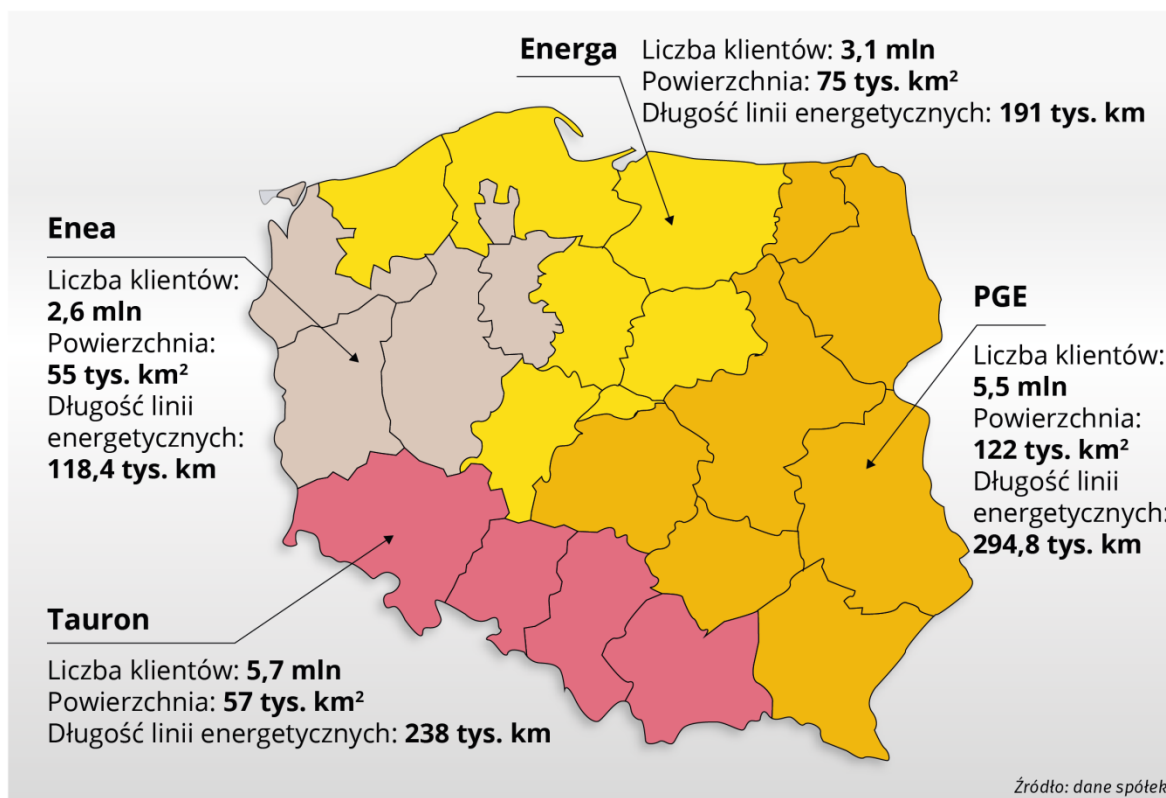 Energa
Liczba klientów: 3,1 mln
Powierzchnia: 75 tys. km²
Długość linii energetycznych: 191 tys. km
Enea
Liczba klientów:
2,6 mln
Powierzchnia:
55 tys. km²
Długość linii
energetycznych:
118,4 tys. km
PGE
Liczba klientów:
5,5 mln
Powierzchnia:
122 tys. km²
Długość linii
energetycznych:
294,8 tys. km
Tauron
Liczba klientów: 5,7 mln
Powierzchnia: 57 tys. km²
Długość linii energetycznych: 238 tys. km
Źródło: dane spółek